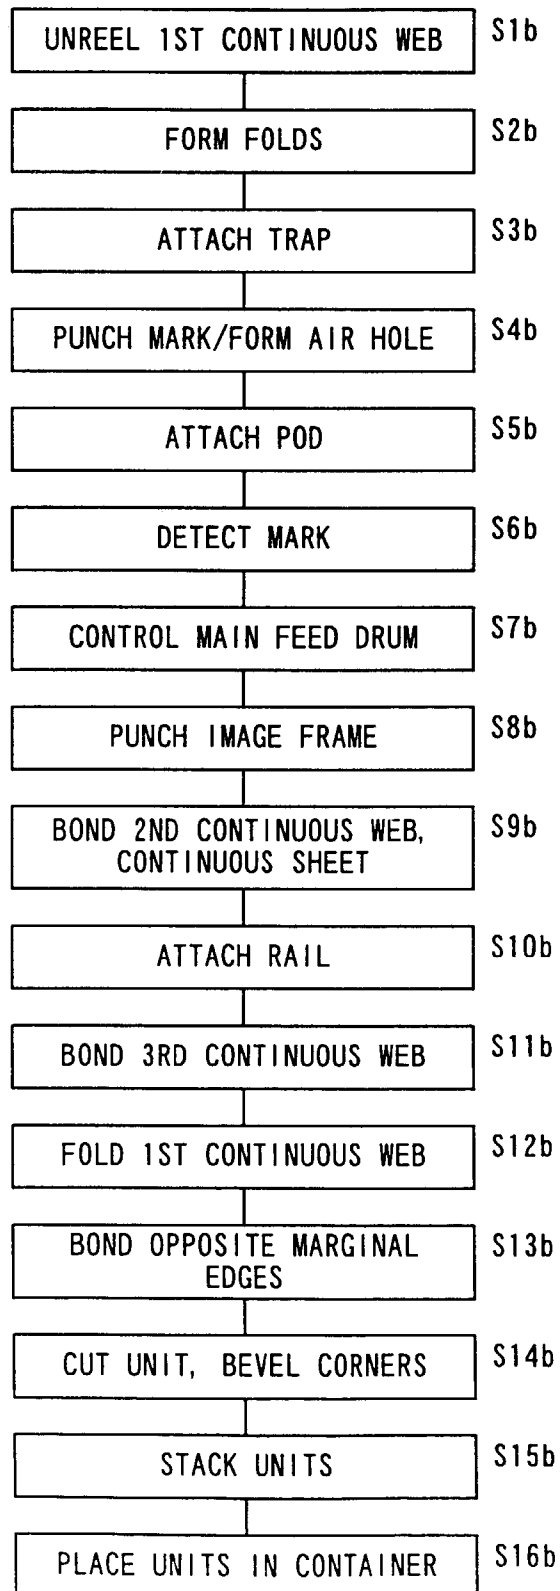 UNREEL 1ST CONTINUOUS WEB S1b
FORM FOLDS S2b
ATTACH TRAP S3b
PUNCH MARK/FORM AIR HOLE S4b
ATTACH POD S5b
DETECT MARK S6b
CONTROL MAIN FEED DRUM S7b
PUNCH IMAGE FRAME S8b
BOND 2ND CONTINUOUS WEB, S9b
CONTINUOUS SHEET
ATTACH RAIL S10b
BOND 3RD CONTINUOUS WEB S11b
FOLD 1ST CONTINUOUS WEB S12b
BOND OPPOSITE MARGINAL S13b
EDGES
CUT UNIT, BEVEL CORNERS S14b
STACK UNITS S15b
PLACE UNITS IN CONTAINER S16b